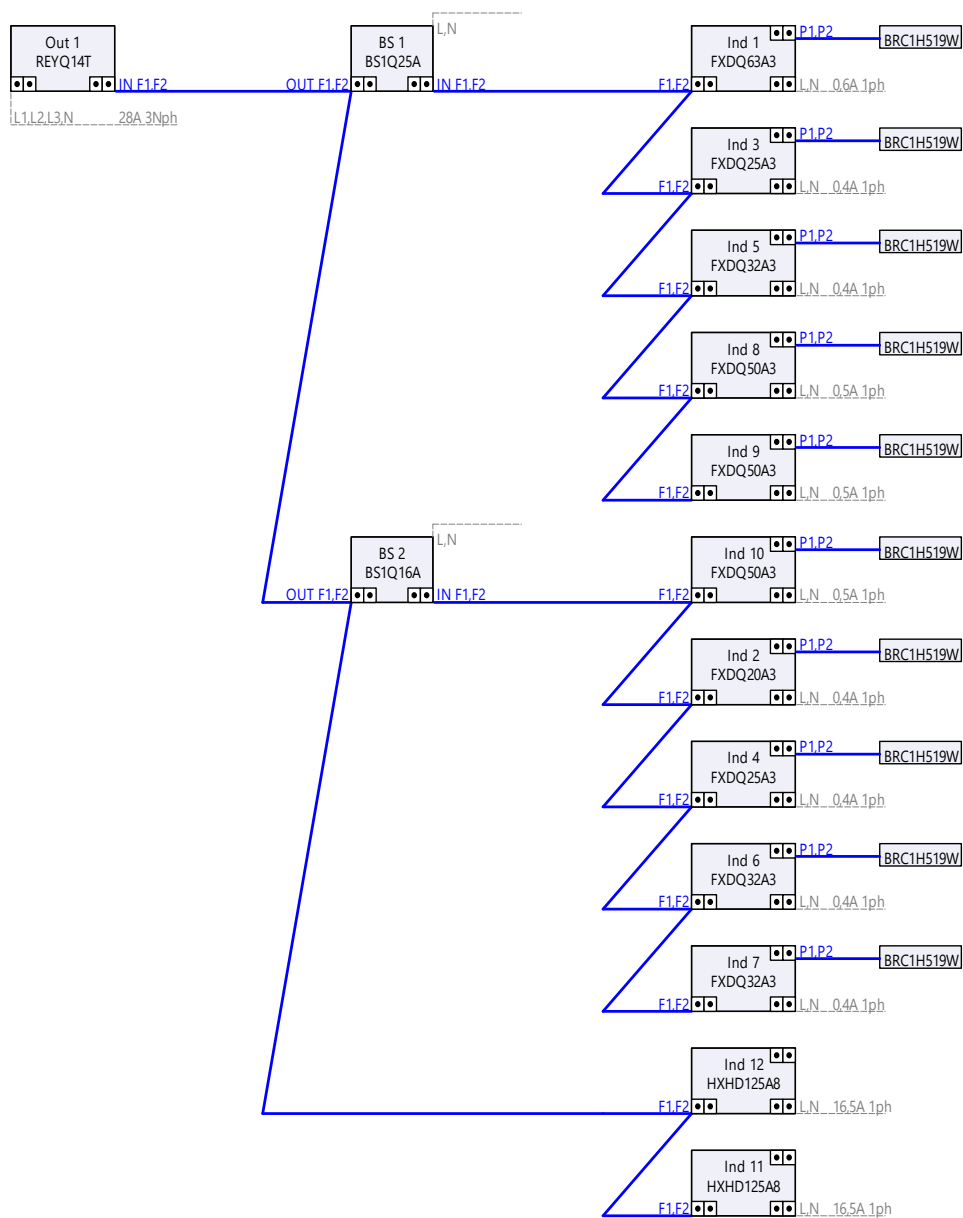 L,N
Out 1
REYQ14T
IN F1,F2
L1,L2,L3,N 28A 3Nph
BS 1
BS1Q25A
OUT F1,F2
IN F1,F2
Ind 1
FXDQ63A3
P1,P2
BRC1H519W
F1,F2
L,N 0,6A 1ph
Ind 3
FXDQ25A3
P1,P2
BRC1H519W
F1,F2
L,N 0,4A 1ph
Ind 5
FXDQ32A3
P1,P2
BRC1H519W
F1,F2
L,N 0,4A 1ph
Ind 8
FXDQ50A3
P1,P2
BRC1H519W
F1,F2
L,N 0,5A 1ph
Ind 9
FXDQ50A3
P1,P2
BRC1H519W
F1,F2
L,N 0,5A 1ph
L,N
BS 2
BS1Q16A
OUT F1,F2
IN F1,F2
Ind 10
FXDQ50A3
P1,P2
BRC1H519W
F1,F2
L,N 0,5A 1ph
Ind 2
FXDQ20A3
P1,P2
BRC1H519W
F1,F2
L,N 0,4A 1ph
Ind 4
FXDQ25A3
P1,P2
BRC1H519W
F1,F2
L,N 0,4A 1ph
Ind 6
FXDQ32A3
P1,P2
BRC1H519W
F1,F2
L,N 0,4A 1ph
Ind 7
FXDQ32A3
P1,P2
BRC1H519W
F1,F2
L,N 0,4A 1ph
Ind 12
HXHD125A8
F1,F2
L,N 16,5A 1ph
Ind 11
HXHD125A8
F1,F2
L,N 16,5A 1ph